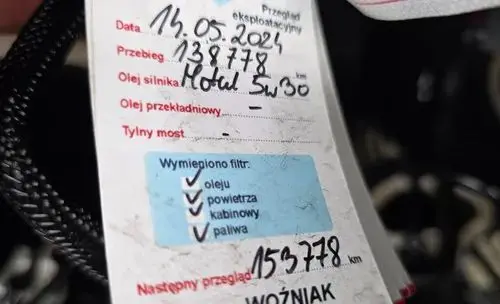 Przegląd
eksploatacyjny
Data 14.05.2024
Przebieg 138778 km
Olej silnika Motul 5w30
Olej przekładniowy -
Tylny most -
Wymieniono filtr:
✓ oleju
✓ powietrza
✓ kabinowy
✓ paliwa
Następny przegląd 153778 km
WOŹNIAK